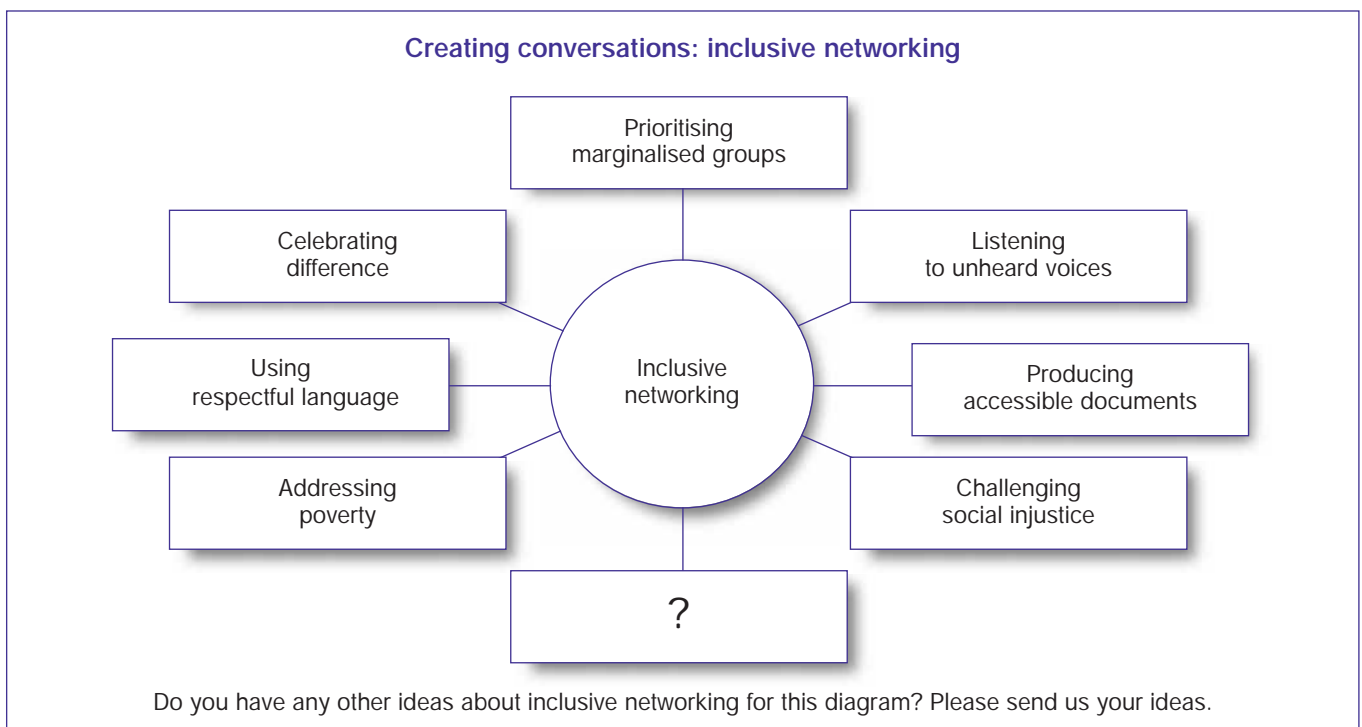 Creating conversations: inclusive networking
Prioritising
marginalised groups
Celebrating
difference
Listening
to unheard voices
Using
respectful language
Inclusive
networking
Producing
accessible documents
Addressing
poverty
Challenging
social injustice
?
Do you have any other ideas about inclusive networking for this diagram? Please send us your ideas.